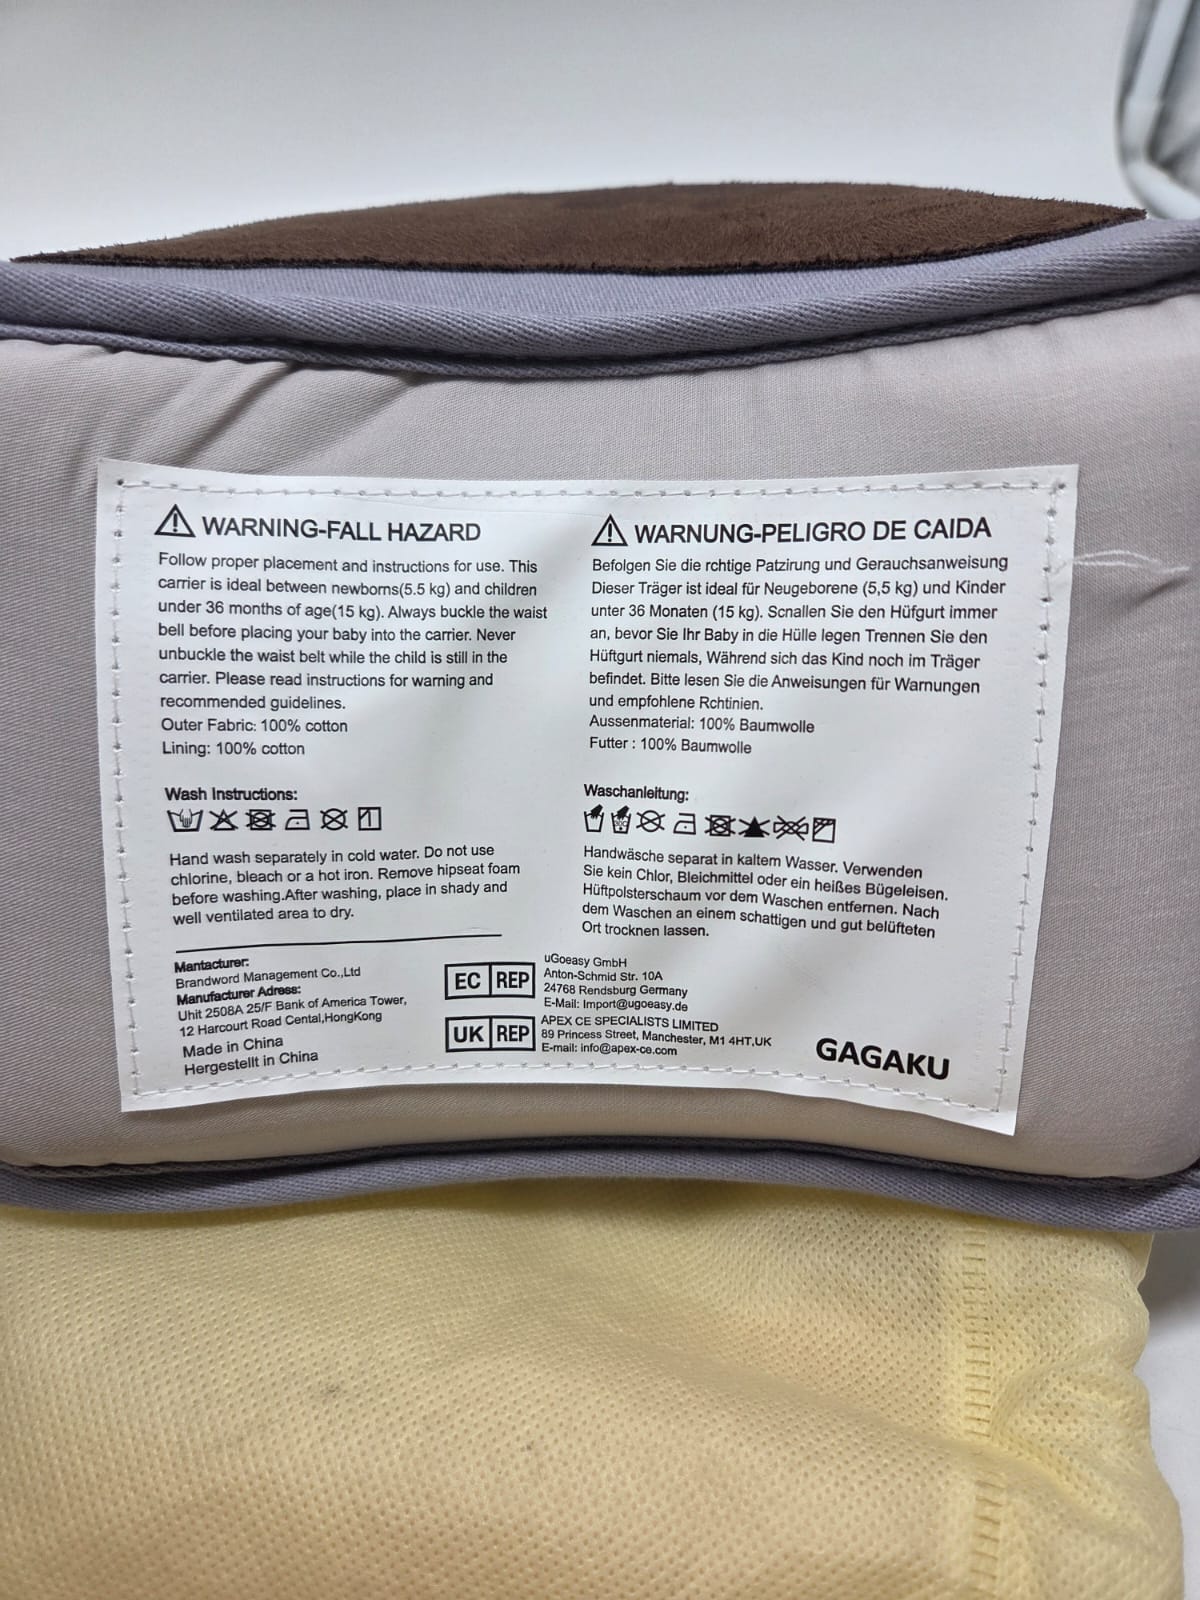 WARNING-FALL HAZARD
Follow proper placement and instructions for use. This
carrier is ideal between newborns(5.5 kg) and children
under 36 months of age(15 kg). Always buckle the waist
bell before placing your baby into the carrier. Never
unbuckle the waist belt while the child is still in the
carrier. Please read instructions for warning and
recommended guidelines.
Outer Fabric: 100% cotton
Lining: 100% cotton
Wash Instructions:
Hand wash separately in cold water. Do not use
chlorine, bleach or a hot iron. Remove hipseat foam
before washing.After washing, place in shady and
well ventilated area to dry.
WARNUNG-PELIGRO DE CAIDA
Befolgen Sie die rchtige Patzirung und Gerauchsanweisung
Dieser Träger ist ideal für Neugeborene (5,5 kg) und Kinder
unter 36 Monaten (15 kg). Scnallen Sie den Hüfgurt immer
an, bevor Sie Ihr Baby in die Hülle legen Trennen Sie den
Hüftgurt niemals, Während sich das Kind noch im Träger
befindet. Bitte lesen Sie die Anweisungen für Warnungen
und empfohlene Rchtinien.
Aussenmaterial: 100% Baumwolle
Futter : 100% Baumwolle
Waschanleitung:
30C
Handwäsche separat in kaltem Wasser. Verwenden
Sie kein Chlor, Bleichmittel oder ein heißes Bügeleisen.
Hüftpolsterschaum vor dem Waschen entfernen. Nach
dem Waschen an einem schattigen und gut belüfteten
Ort trocknen lassen.
Mantacturer:
Brandword Management Co.,Ltd
Manufacturer Adress:
Uhit 2508A 25/F Bank of America Tower,
12 Harcourt Road Cental,HongKong
Made in China
Hergestellt in China
EC REP
uGoeasy GmbH
Anton-Schmid Str. 10A
24768 Rendsburg Germany
E-Mail: Import@ugoeasy.de
UK REP
APEX CE SPECIALISTS LIMITED
89 Princess Street, Manchester, M1 4HT,UK
E-mail: info@apex-ce.com
GAGAKU